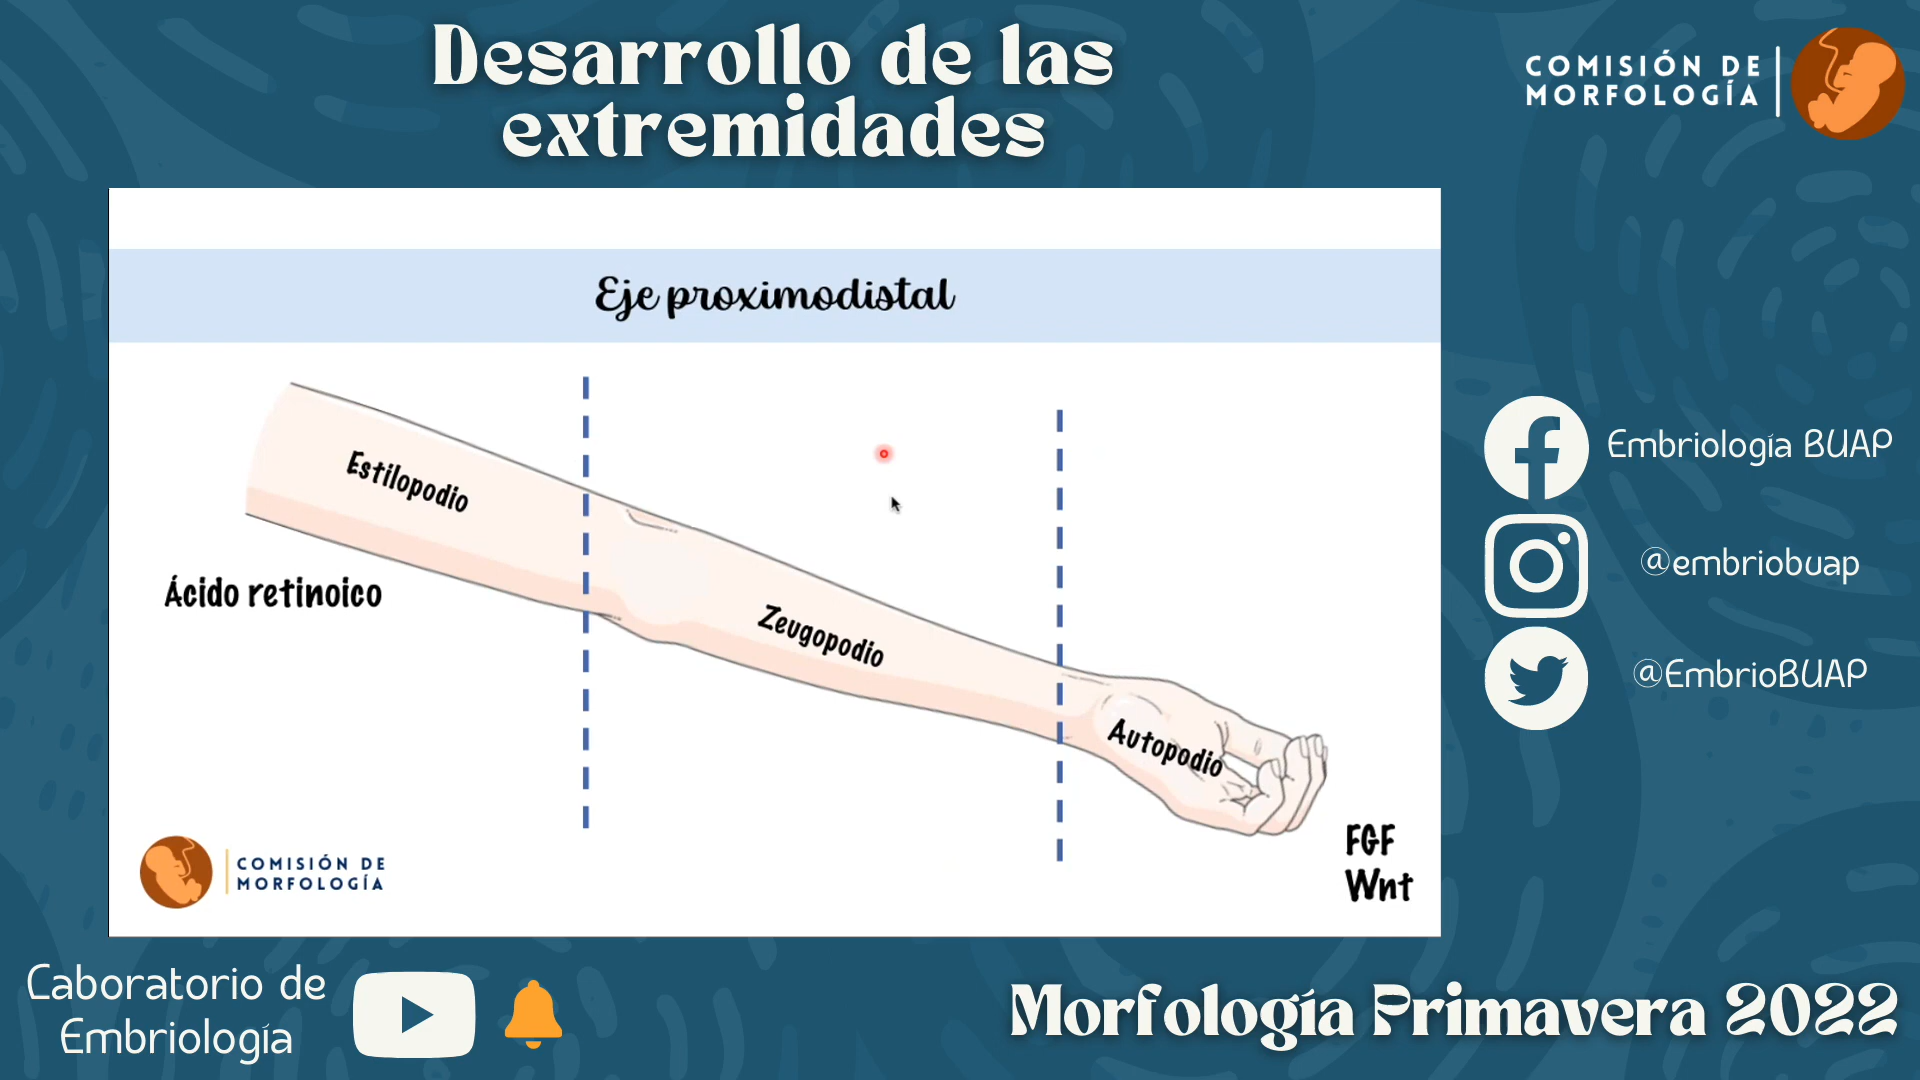 Desarrollo de las
extremidades
COMISIÓN DE
MORFOLOGÍA
Eje proximodistal
Estilopodio
Ácido retinoico
Zeugopodio
Autopodio
FGF
Wnt
COMISIÓN DE
MORFOLOGÍA
Embriología BUAP
@embriobuap
@EmbrioBUAP
Laboratorio de
Embriología
Morfología Primavera 2022